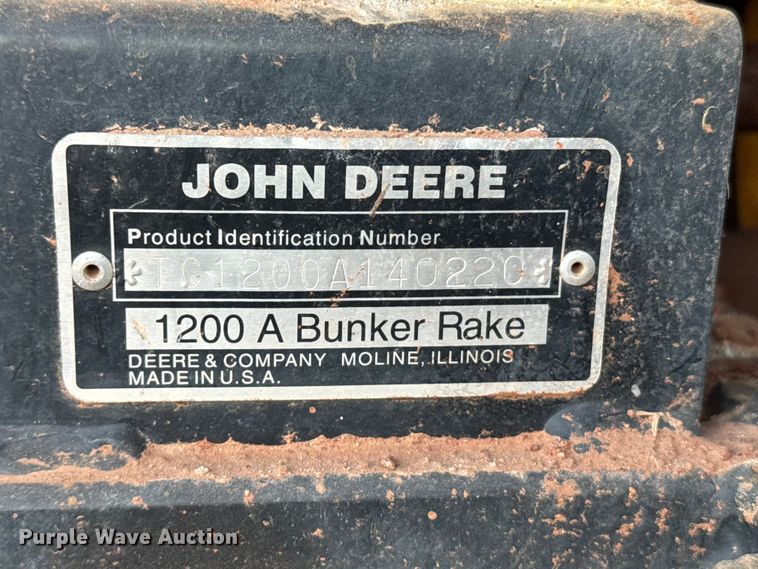 JOHN DEERE
Product Identification Number
*TC1200A140220*
1200 A Bunker Rake
DEERE & COMPANY MOLINE, ILLINOIS
MADE IN U.S.A.
Purple Wave Auction